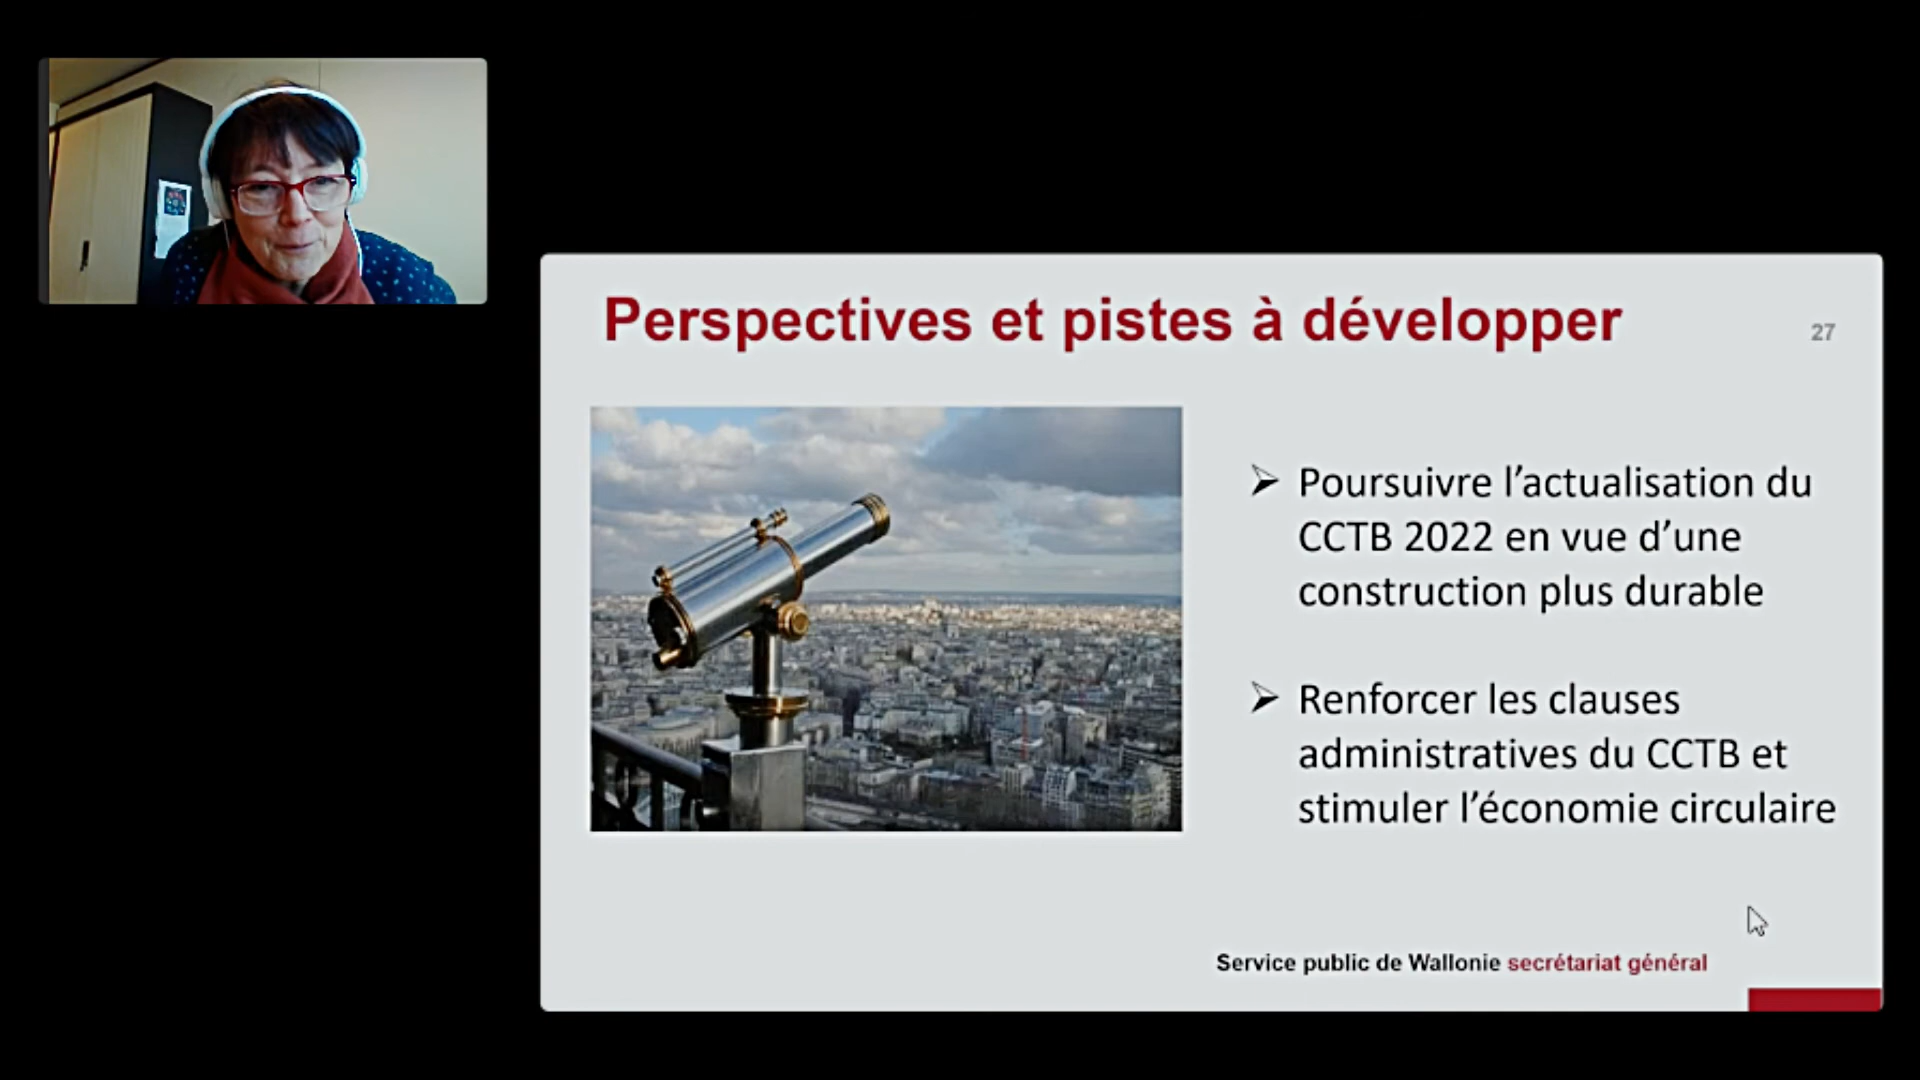 Perspectives et pistes à développer
27
➢ Poursuivre l’actualisation du
CCTB 2022 en vue d’une
construction plus durable
➢ Renforcer les clauses
administratives du CCTB et
stimuler l’économie circulaire
Service public de Wallonie secrétariat général